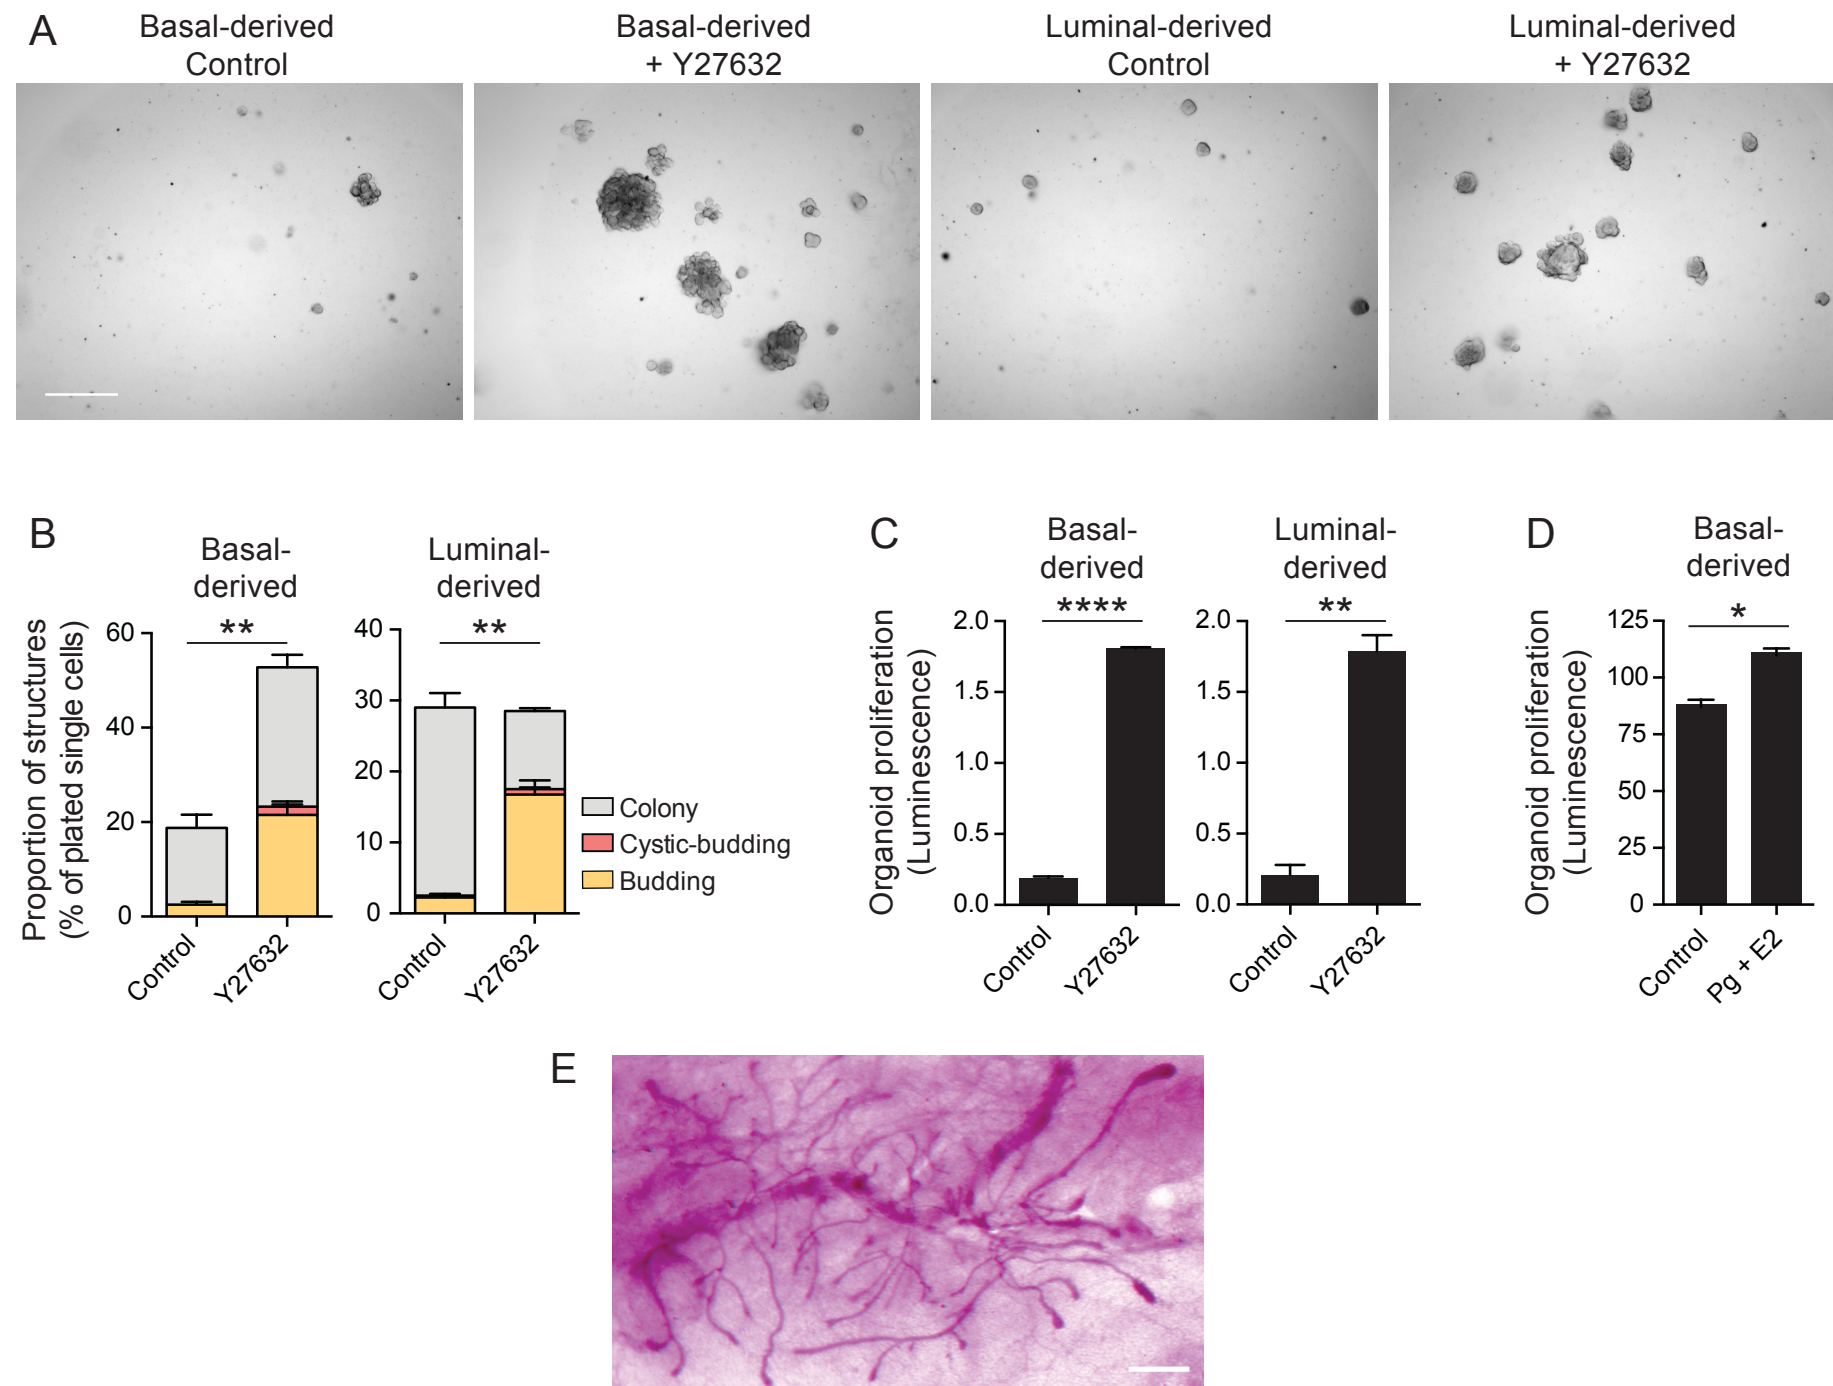 A
Basal-derived
Control
Basal-derived
+ Y27632
Luminal-derived
Control
Luminal-derived
+ Y27632
B
Proportion of structures
(% of plated single cells)
Basal-
derived
**
60
40
20
0
Control
Y27632
Luminal-
derived
**
40
30
20
10
0
Control
Y27632
Colony
Cystic-budding
Budding
C
Organoid proliferation
(Luminescence)
Basal-
derived
****
2.0
1.5
1.0
0.5
0.0
Control
Y27632
Luminal-
derived
**
2.0
1.5
1.0
0.5
0.0
Control
Y27632
D
Organoid proliferation
(Luminescence)
Basal-
derived
*
125
100
75
50
25
0
Control
Pg + E2
E